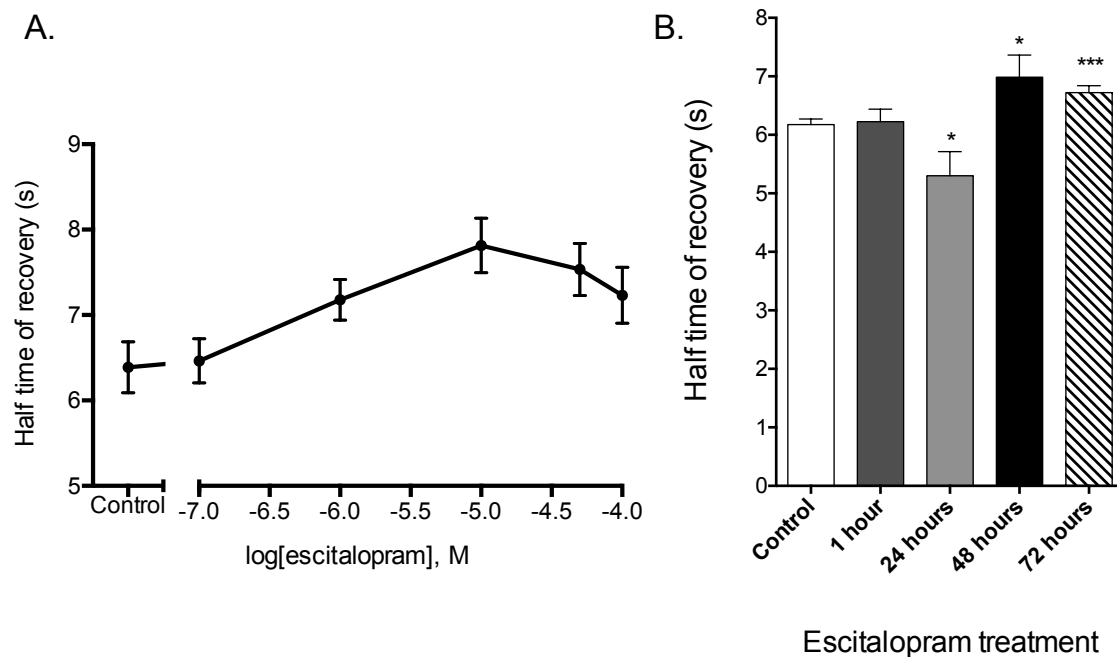 A.
Half time of recovery (s)
9
8
7
6
5
Control
-7.0 -6.5 -6.0 -5.5 -5.0 -4.5 -4.0
log[escitalopram], M
B.
Half time of recovery (s)
8
7
6
5
4
3
2
1
0
*
*
***
Control
1 hour
24 hours
48 hours
72 hours
Escitalopram treatment